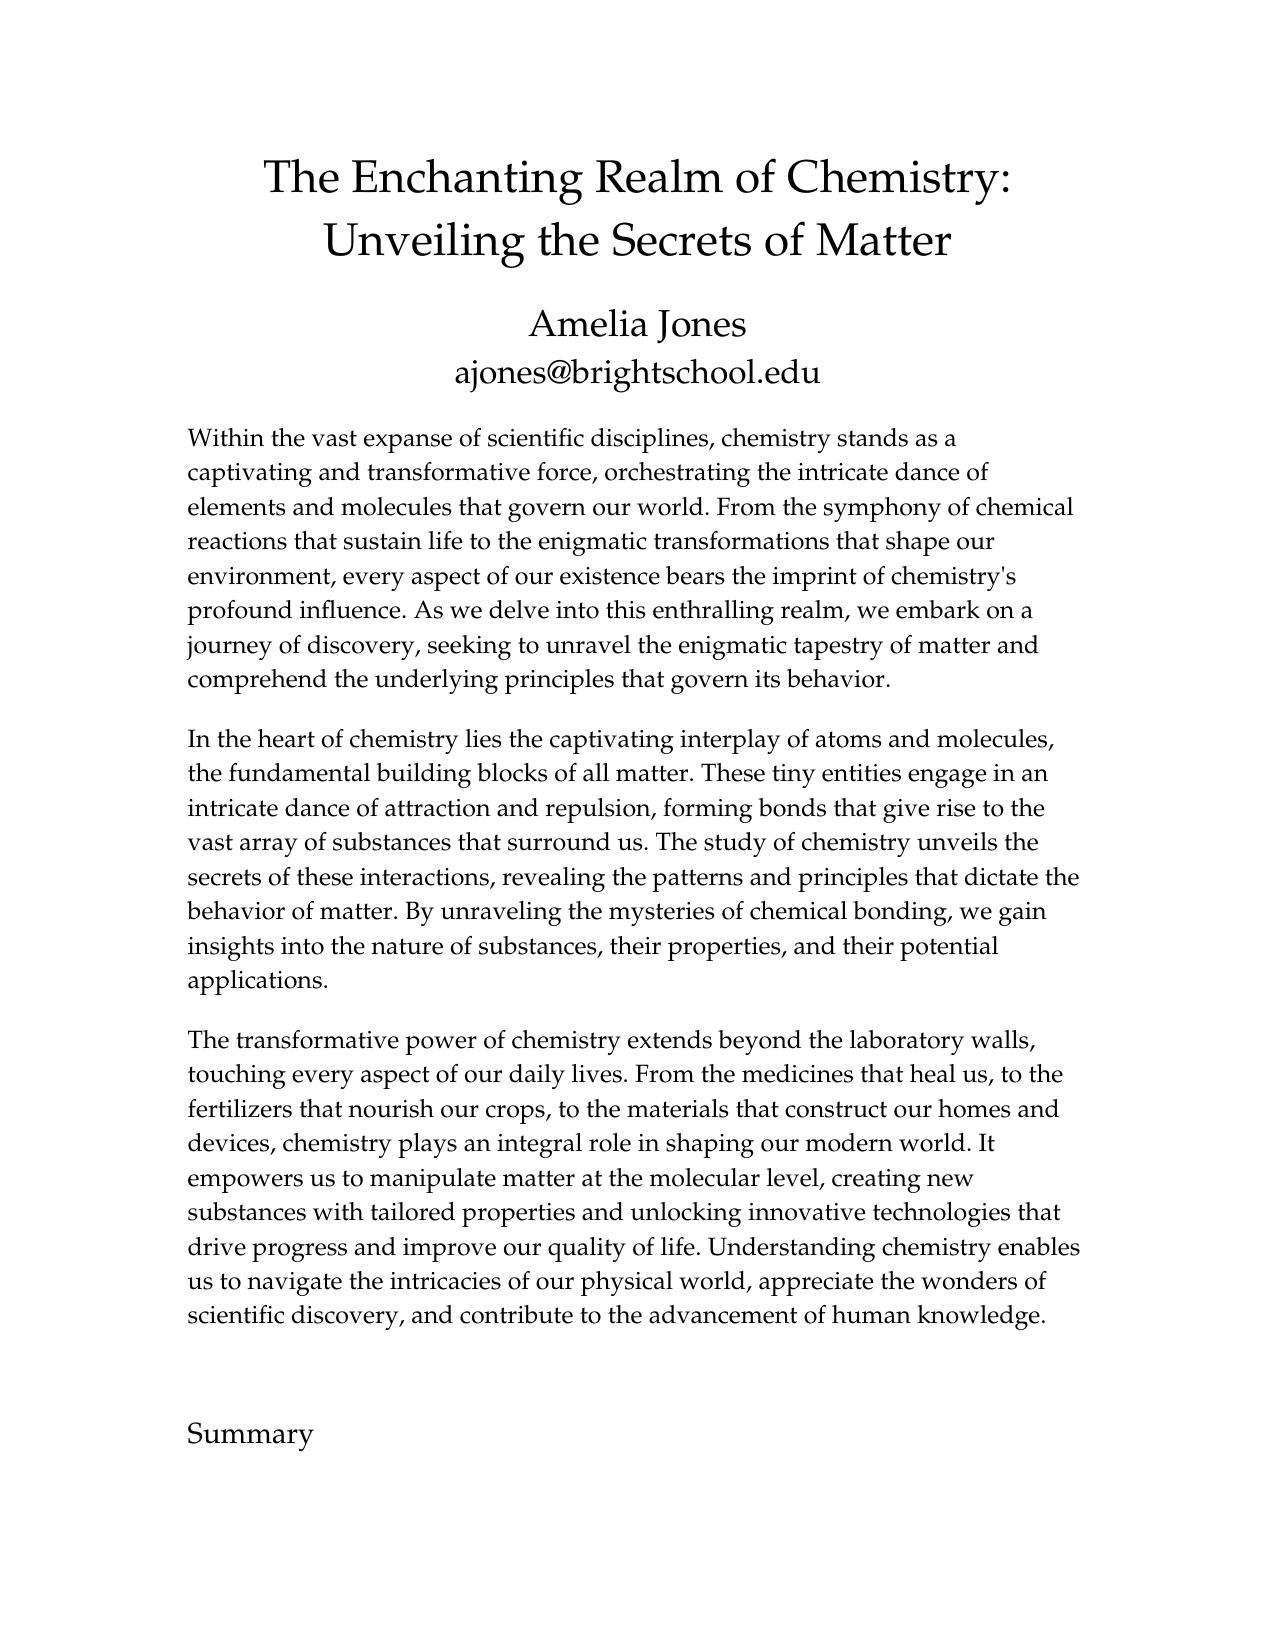 The Enchanting Realm of Chemistry:
Unveiling the Secrets of Matter
Amelia Jones
ajones@brightschool.edu
Within the vast expanse of scientific disciplines, chemistry stands as a
captivating and transformative force, orchestrating the intricate dance of
elements and molecules that govern our world. From the symphony of chemical
reactions that sustain life to the enigmatic transformations that shape our
environment, every aspect of our existence bears the imprint of chemistry's
profound influence. As we delve into this enthralling realm, we embark on a
journey of discovery, seeking to unravel the enigmatic tapestry of matter and
comprehend the underlying principles that govern its behavior.
In the heart of chemistry lies the captivating interplay of atoms and molecules,
the fundamental building blocks of all matter. These tiny entities engage in an
intricate dance of attraction and repulsion, forming bonds that give rise to the
vast array of substances that surround us. The study of chemistry unveils the
secrets of these interactions, revealing the patterns and principles that dictate the
behavior of matter. By unraveling the mysteries of chemical bonding, we gain
insights into the nature of substances, their properties, and their potential
applications.
The transformative power of chemistry extends beyond the laboratory walls,
touching every aspect of our daily lives. From the medicines that heal us, to the
fertilizers that nourish our crops, to the materials that construct our homes and
devices, chemistry plays an integral role in shaping our modern world. It
empowers us to manipulate matter at the molecular level, creating new
substances with tailored properties and unlocking innovative technologies that
drive progress and improve our quality of life. Understanding chemistry enables
us to navigate the intricacies of our physical world, appreciate the wonders of
scientific discovery, and contribute to the advancement of human knowledge.
Summary